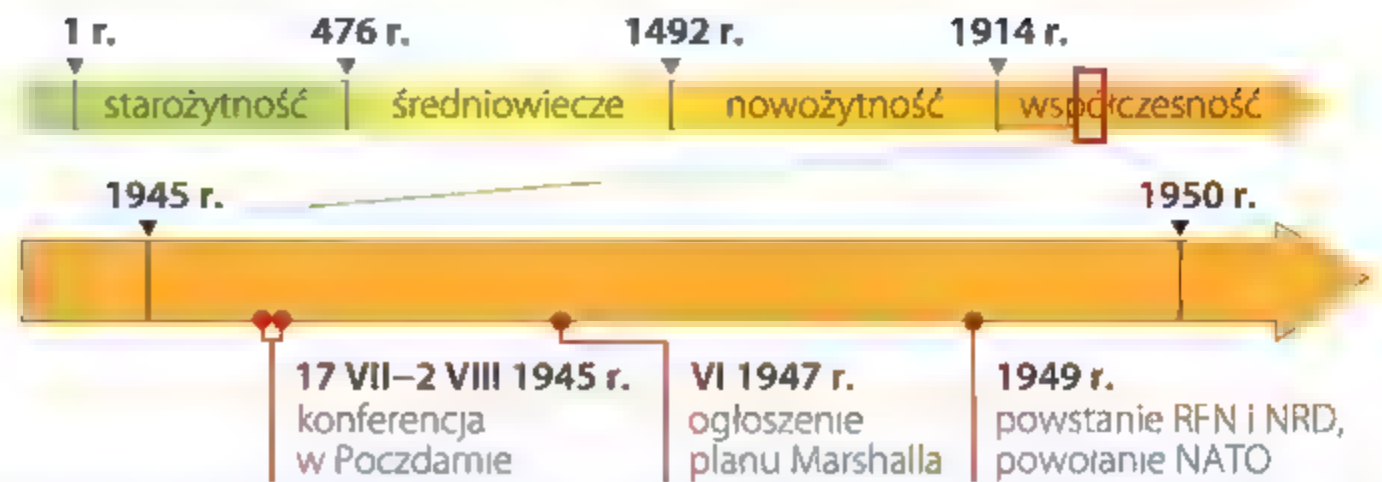 1 r. 476 r. 1492 r. 1914 r.
starożytność średniowiecze nowożytność współczesność
1945 r. 1950 r.
17 VII–2 VIII 1945 r.
konferencja
w Poczdamie
VI 1947 r.
ogłoszenie
planu Marshalla
1949 r.
powstanie RFN i NRD,
powołanie NATO